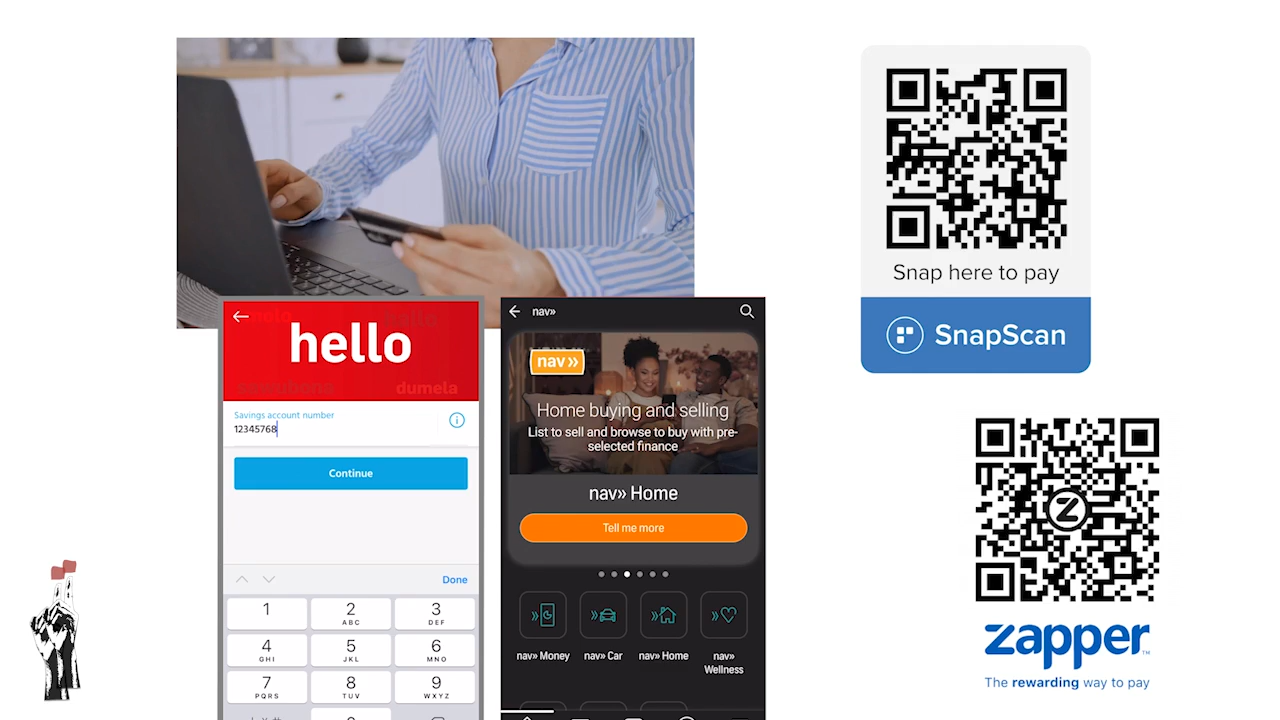 hello
dumela
Savings account number
12345768
Continue
Done
1
2
ABC
3
DEF
4
GHI
5
JKL
6
MNO
7
PQRS
8
TUV
9
WXYZ
nav»
nav»
Home buying and selling
List to sell and browse to buy with pre-
selected finance
nav» Home
Tell me more
nav» Money
nav» Car
nav» Home
nav»
Wellness
Snap here to pay
SnapScan
Z
zapper™
The rewarding way to pay